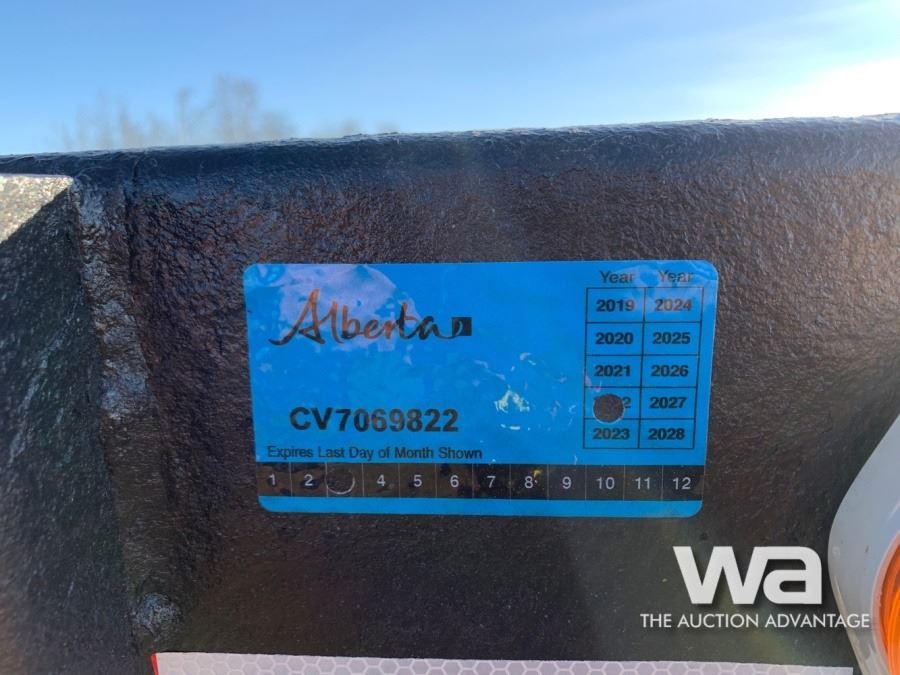 Alberta
CV7069822
Expires Last Day of Month Shown
Year Year
2019 2024
2020 2025
2021 2026
2 2027
2023 2028
1 2 4 5 6 7 8 9 10 11 12
wa
THE AUCTION ADVANTAGE